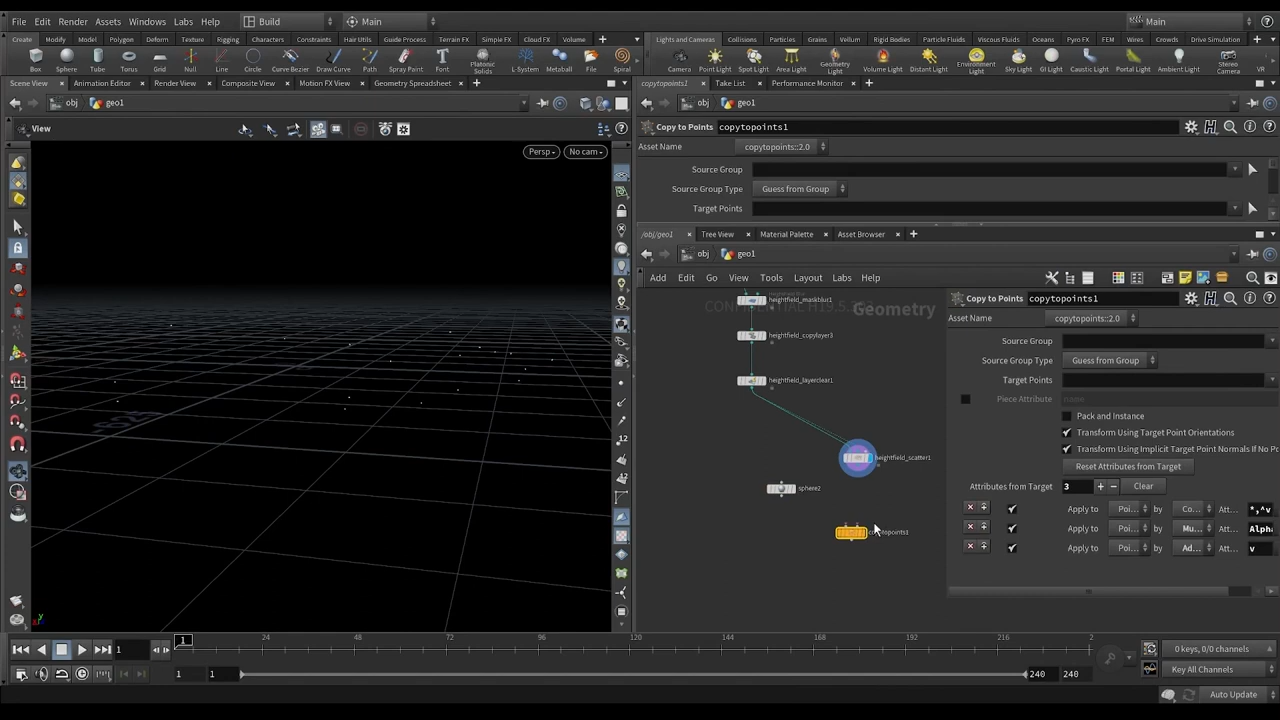 File Edit Render Assets Windows Labs Help Build Main Main
Create Modify Model Polygon Deform Texture Rigging Characters Constraints Hair Utils Guide Process Terrain FX Simple FX Cloud FX Volume
Lights and Cameras Collisions Particles Grains Vellum Rigid Bodies Particle Fluids Viscous Fluids Oceans Pyro FX FEM Wires Crowds Drive Simulation
Box Sphere Tube Torus Grid Null Line Circle Curve Bezier Draw Curve Path Spray Paint Font Platonic Solids L-System Metaball File Spiral
Camera Point Light Spot Light Area Light Geometry Light Volume Light Distant Light Environment Light Sky Light GI Light Caustic Light Portal Light Ambient Light Stereo Camera VR
Scene View Animation Editor Render View Composite View Motion FX View Geometry Spreadsheet
copytopoints1 Take List Performance Monitor
obj geo1
obj geo1
View
Persp No cam
Copy to Points copytopoints1
Asset Name copytopoints::2.0
Source Group
Source Group Type Guess from Group
Target Points
/obj/geo1 Tree View Material Palette Asset Browser
obj geo1
Add Edit Go View Tools Layout Labs Help
Geometry
heightfield_maskblur1
heightfield_copylayer3
heightfield_layerclear1
heightfield_scatter1
sphere2
Copy to Points copytopoints1
Asset Name copytopoints::2.0
Source Group
Source Group Type Guess from Group
Target Points
Piece Attribute name
Pack and Instance
Transform Using Target Point Orientations
Transform Using Implicit Target Point Normals If No Po
Reset Attributes from Target
Attributes from Target 3 Clear
Apply to Poi... by Co... Att... *,^v
Apply to Poi... by Mu... Att... Alpha
Apply to Poi... by Ad... Att... v
625
12
1 24 48 72 96 120 144 168 192 216 2
1
1 1 240 240
0 keys, 0/0 channels
Key All Channels
Auto Update